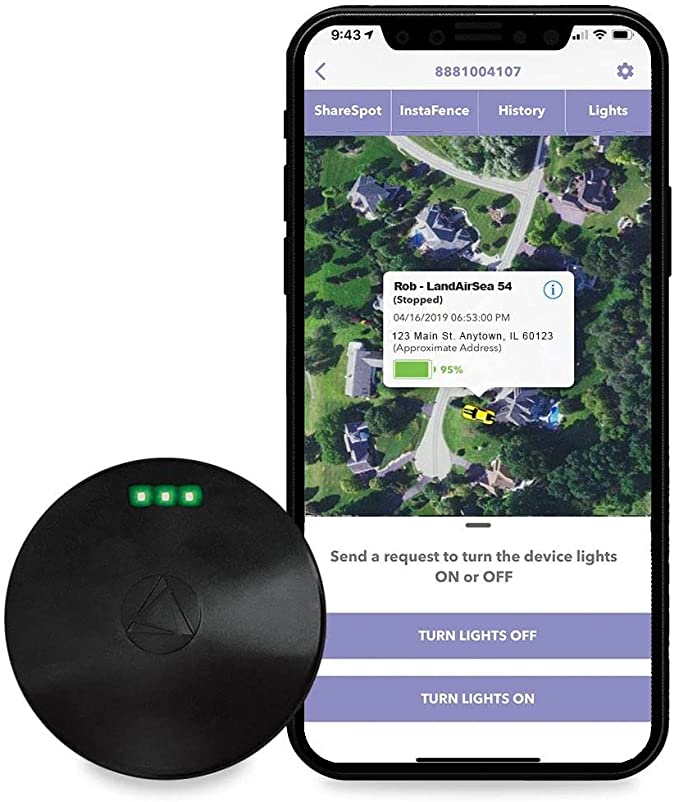 9:43
8881004107
ShareSpot InstaFence History Lights
Rob - LandAirSea 54
(Stopped)
04/16/2019 06:53:00 PM
123 Main St. Anytown, IL 60123
(Approximate Address)
95%
Send a request to turn the device lights
ON or OFF
TURN LIGHTS OFF
TURN LIGHTS ON